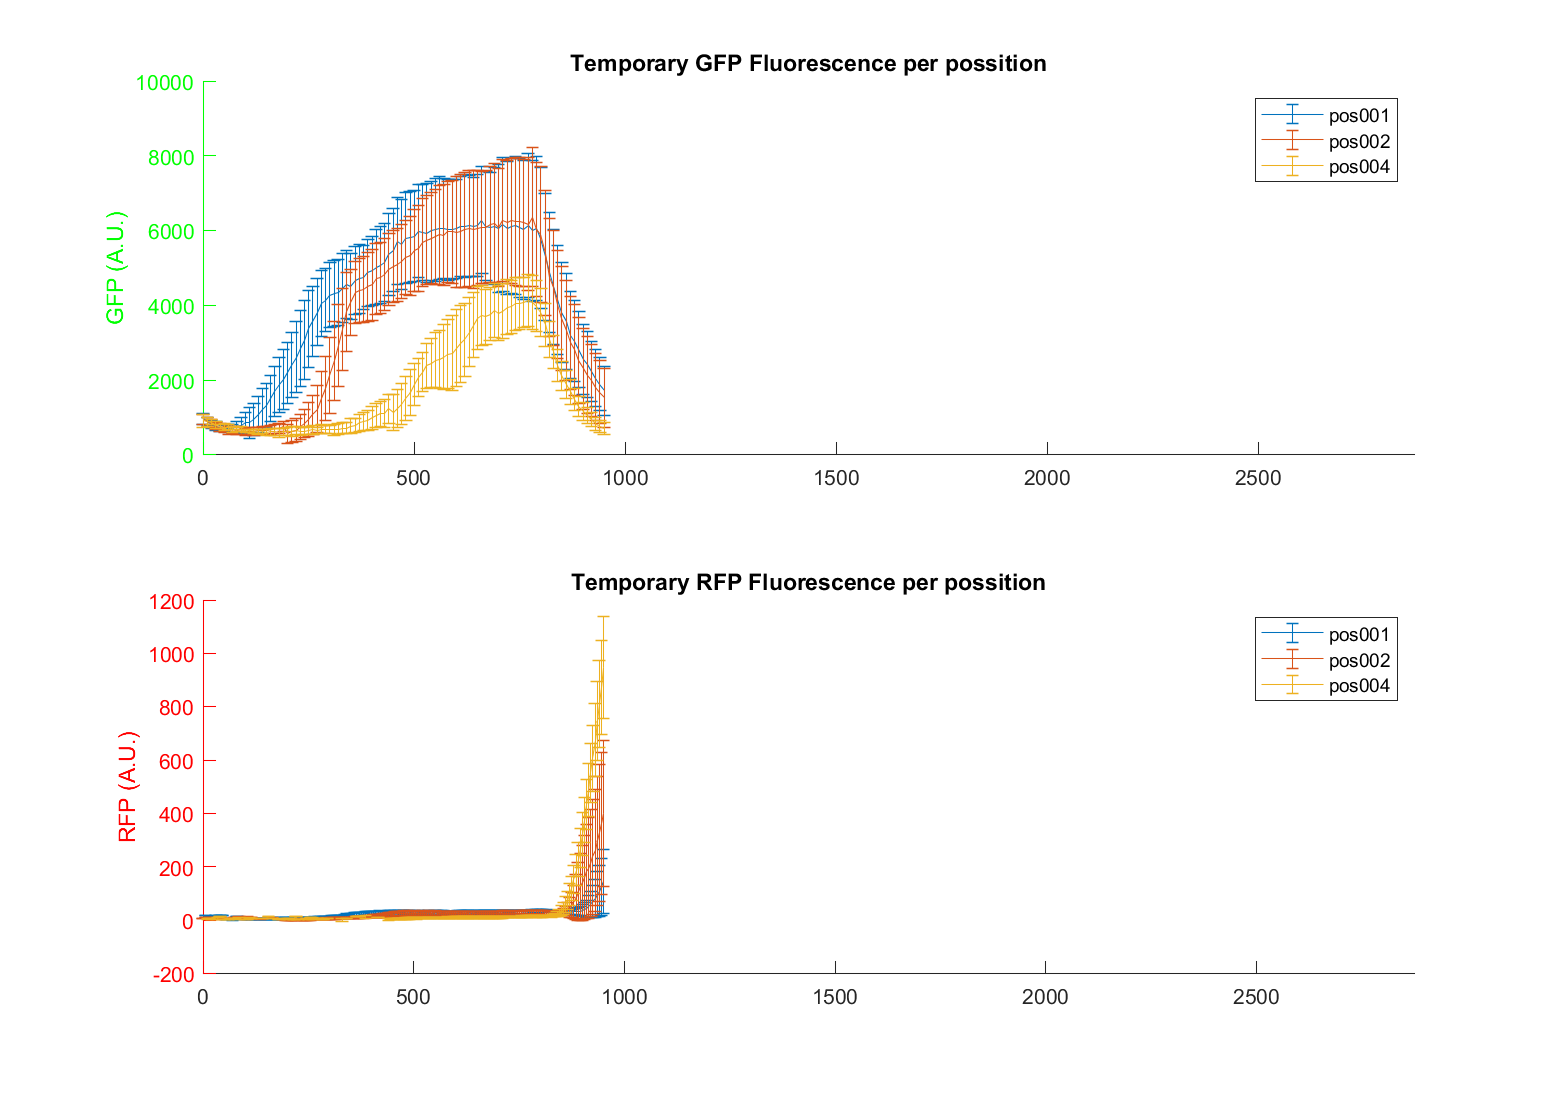 Temporary GFP Fluorescence per possition
10000
8000
6000
4000
2000
0
GFP (A.U.)
0 500 1000 1500 2000 2500
pos001
pos002
pos004
Temporary RFP Fluorescence per possition
1200
1000
800
600
400
200
0
-200
RFP (A.U.)
0 500 1000 1500 2000 2500
pos001
pos002
pos004